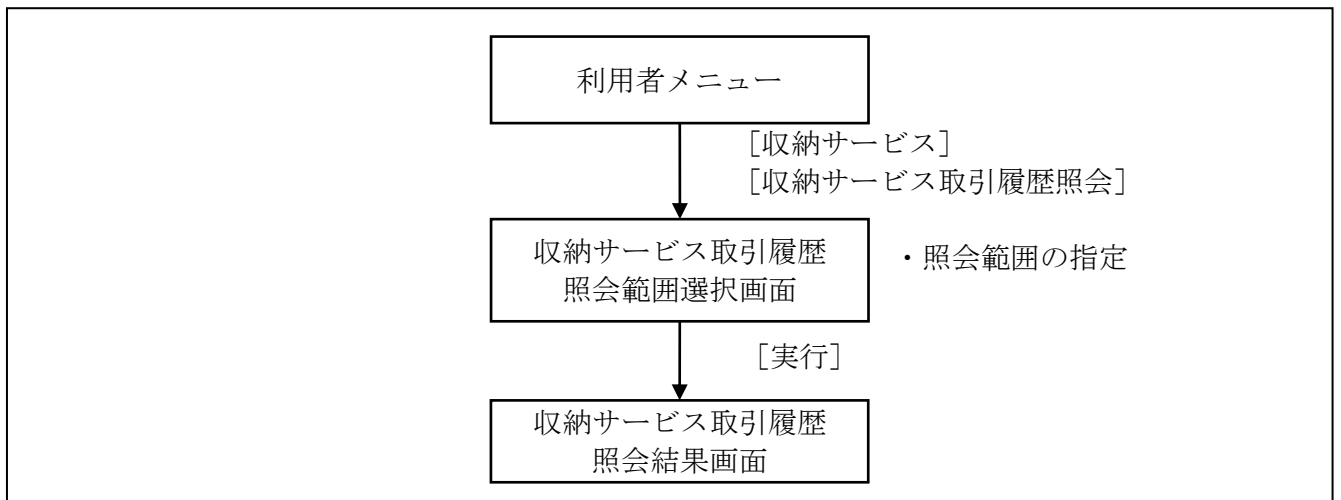 利用者メニュー
［収納サービス］
［収納サービス取引履歴照会］
収納サービス取引履歴
照会範囲選択画面
・照会範囲の指定
［実行］
収納サービス取引履歴
照会結果画面